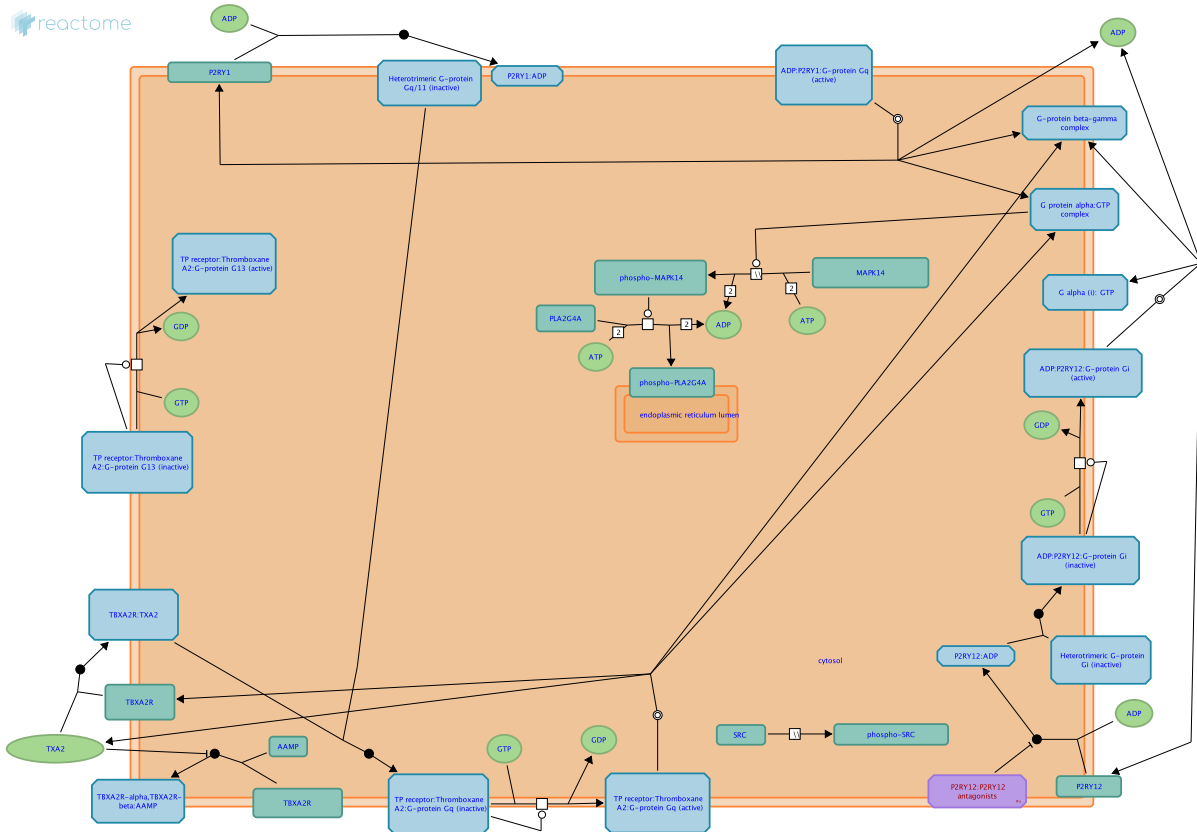 reactome
ADP
ADP
P2RY1
Heterotrimeric G-protein
Gq/11 (inactive)
P2RY1:ADP
ADP:P2RY1:G-protein Gq
(active)
G-protein beta-gamma
complex
G protein alpha:GTP
complex
TP receptor:Thromboxane
A2:G-protein G13 (active)
phospho-MAPK14
\\
MAPK14
2
2
G alpha (i): GTP
PLA2G4A
2
2
ADP
ATP
GDP
ATP
phospho-PLA2G4A
endoplasmic reticulum lumen
ADP:P2RY12:G-protein Gi
(active)
GTP
GDP
TP receptor:Thromboxane
A2:G-protein G13 (inactive)
GTP
ADP:P2RY12:G-protein Gi
(inactive)
TBXA2R:TXA2
cytosol
P2RY12:ADP
Heterotrimeric G-protein
Gi (inactive)
TBXA2R
ADP
TXA2
AAMP
GTP
GDP
SRC
\\
phospho-SRC
TBXA2R-alpha,TBXA2R-
beta:AAMP
TBXA2R
TP receptor:Thromboxane
A2:G-protein Gq (inactive)
TP receptor:Thromboxane
A2:G-protein Gq (active)
P2RY12:P2RY12
antagonists
P2RY12